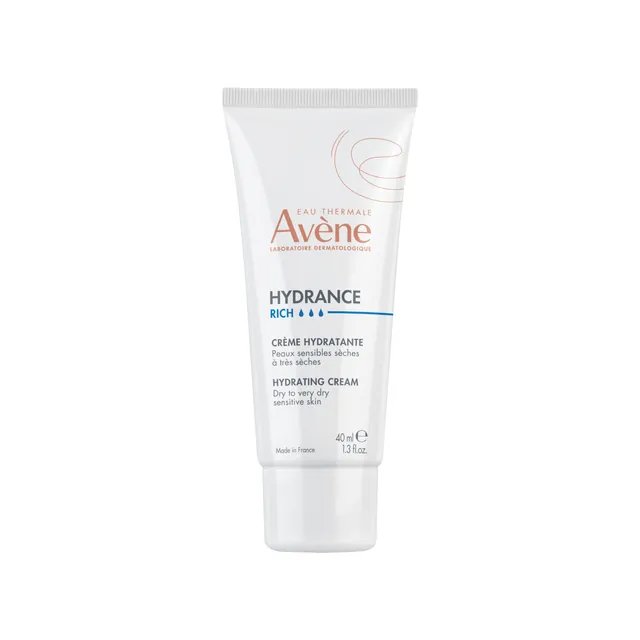 EAU THERMALE
Avène
LABORATOIRE DERMATOLOGIQUE
HYDRANCE
RICH
CRÈME HYDRATANTE
Peaux sensibles sèches
à très sèches
HYDRATING CREAM
Dry to very dry
sensitive skin
40 ml ℮
Made in France
1.3 fl.oz.